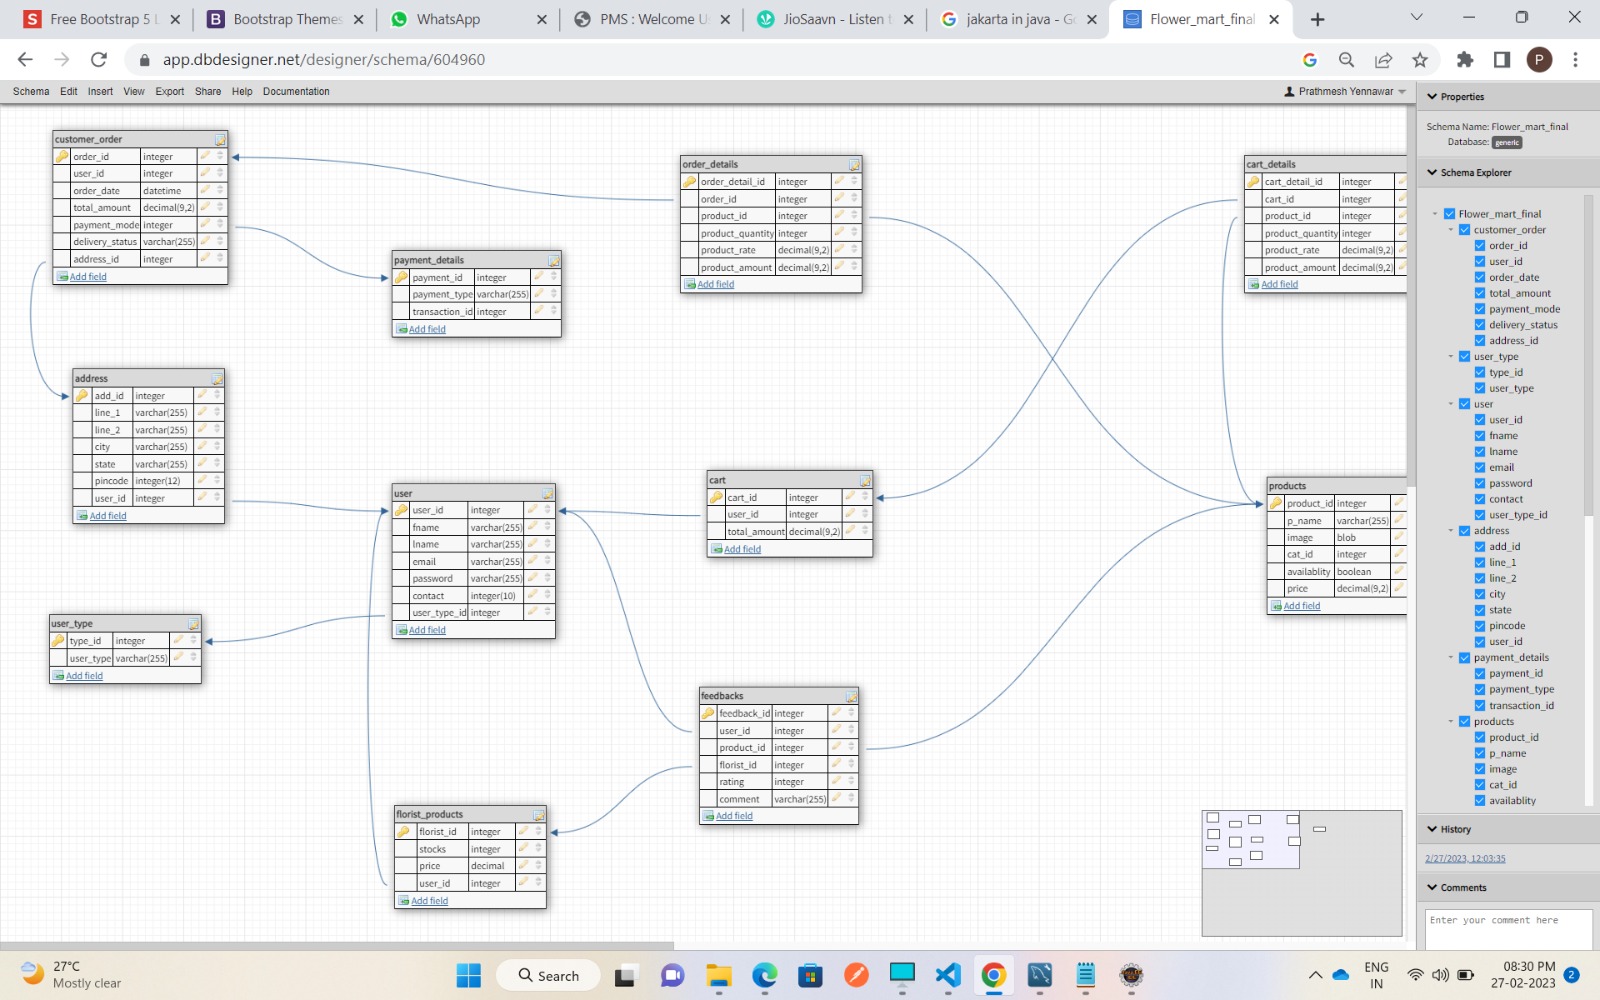 Free Bootstrap 5 L
Bootstrap Themes
WhatsApp
PMS : Welcome U
JioSaavn - Listen t
jakarta in java - Go
Flower_mart_final
app.dbdesigner.net/designer/schema/604960
P
Schema Edit Insert View Export Share Help Documentation
Prathmesh Yennawar
customer_order
order_id integer
user_id integer
order_date datetime
total_amount decimal(9,2)
payment_mode integer
delivery_status varchar(255)
address_id integer
Add field
payment_details
payment_id integer
payment_type varchar(255)
transaction_id integer
Add field
order_details
order_detail_id integer
order_id integer
product_id integer
product_quantity integer
product_rate decimal(9,2)
product_amount decimal(9,2)
Add field
cart_details
cart_detail_id integer
cart_id integer
product_id integer
product_quantity integer
product_rate decimal(9,2)
product_amount decimal(9,2)
Add field
address
add_id integer
line_1 varchar(255)
line_2 varchar(255)
city varchar(255)
state varchar(255)
pincode integer(12)
user_id integer
Add field
user
user_id integer
fname varchar(255)
lname varchar(255)
email varchar(255)
password varchar(255)
contact integer(10)
user_type_id integer
Add field
cart
cart_id integer
user_id integer
total_amount decimal(9,2)
Add field
products
product_id integer
p_name varchar(255)
image blob
cat_id integer
availablity boolean
price decimal(9,2)
Add field
user_type
type_id integer
user_type varchar(255)
Add field
feedbacks
feedback_id integer
user_id integer
product_id integer
florist_id integer
rating integer
comment varchar(255)
Add field
florist_products
florist_id integer
stocks integer
price decimal
user_id integer
Add field
Properties
Schema Name: Flower_mart_final
Database: generic
Schema Explorer
Flower_mart_final
customer_order
order_id
user_id
order_date
total_amount
payment_mode
delivery_status
address_id
user_type
type_id
user_type
user
user_id
fname
lname
email
password
contact
user_type_id
address
add_id
line_1
line_2
city
state
pincode
user_id
payment_details
payment_id
payment_type
transaction_id
products
product_id
p_name
image
cat_id
availablity
History
2/27/2023, 12:03:35
Comments
Enter your comment here
27°C
Mostly clear
Search
ENG
IN
08:30 PM
27-02-2023
2